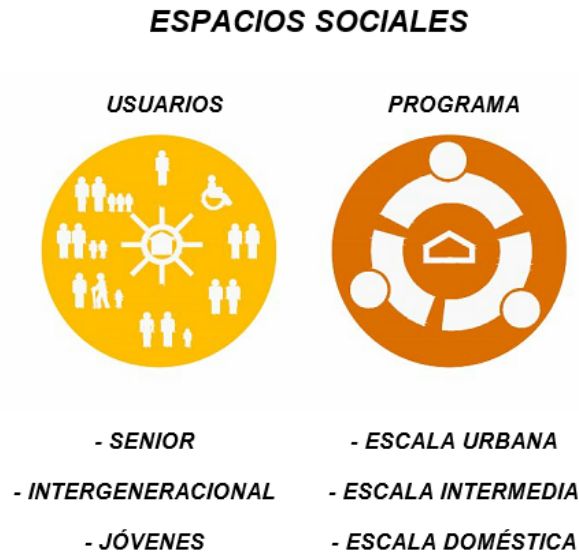 ESPACIOS SOCIALES
USUARIOS
PROGRAMA
- SENIOR
- INTERGENERACIONAL
- JÓVENES
- ESCALA URBANA
- ESCALA INTERMEDIA
- ESCALA DOMÉSTICA